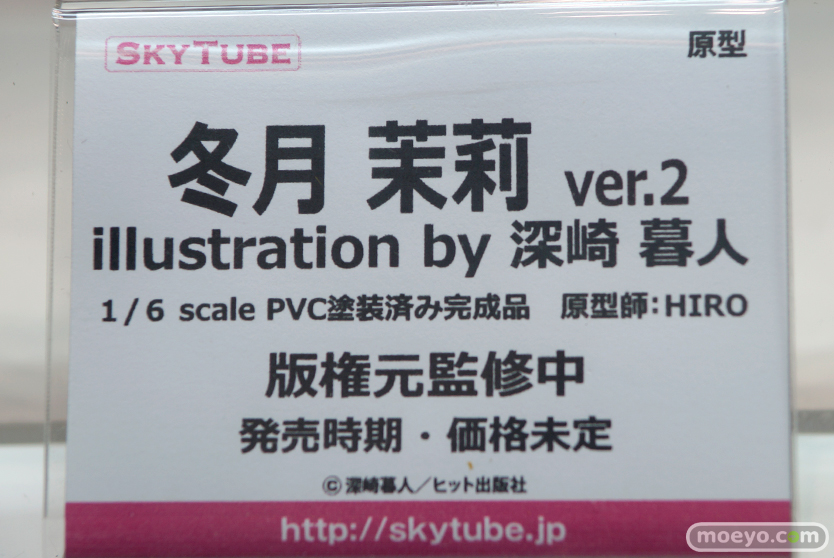 SKYTUBE
原型
冬月 茉莉 ver.2
illustration by 深崎 暮人
1/6 scale PVC塗装済み完成品 原型師:HIRO
版権元監修中
発売時期・価格未定
© 深崎暮人/ヒット出版社
http://skytube.jp
moeyo.com